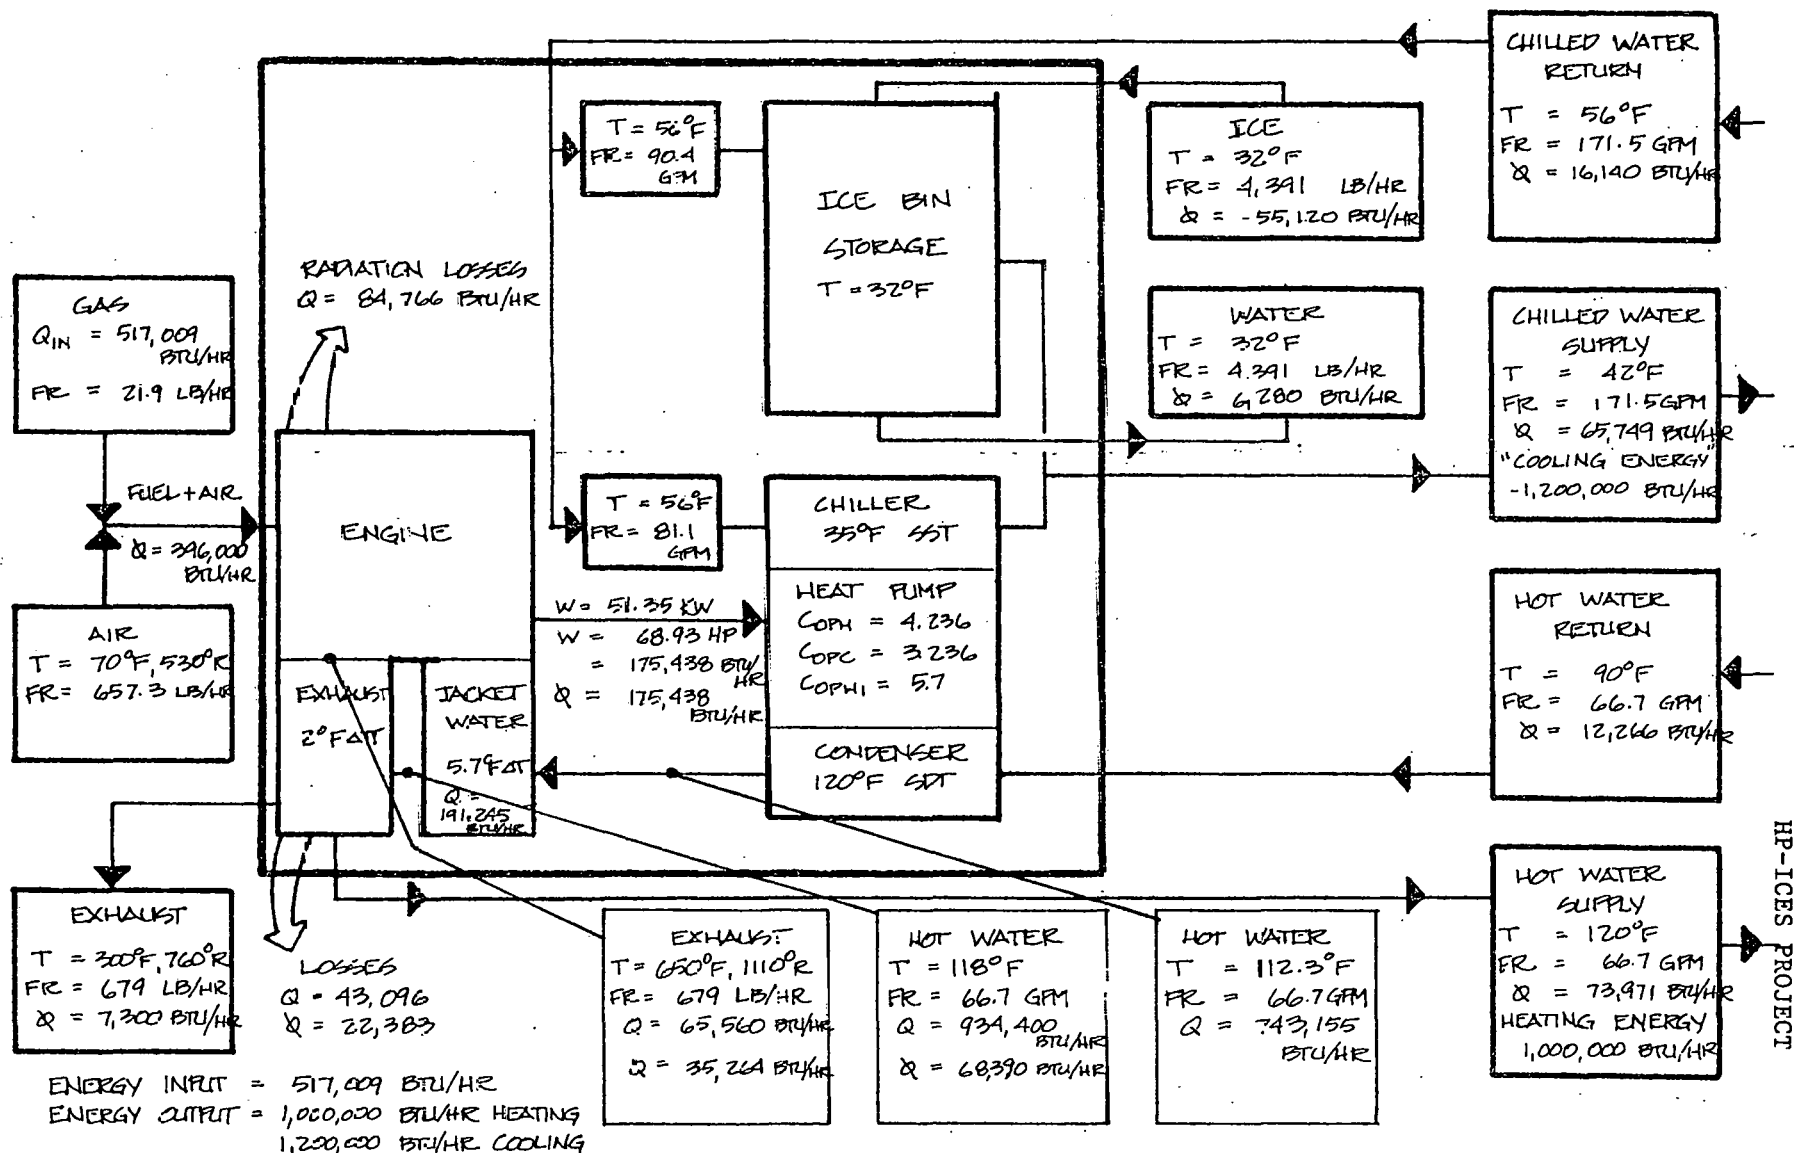 CHILLED WATER
RETURN
T = 56°F
FR = 171.5 GPM
Q = 16,140 BTU/HR
T = 56°F
FR = 90.4
GPM
ICE BIN
STORAGE
T = 32°F
ICE
T = 32°F
FR = 4,391 LB/HR
Q = -55,120 BTU/HR
RADIATION LOSSES
Q = 84,766 BTU/HR
GAS
QIN = 517,009
BTU/HR
FR = 21.9 LB/HR
WATER
T = 32°F
FR = 4.391 LB/HR
Q = 6,280 BTU/HR
CHILLED WATER
SUPPLY
T = 42°F
FR = 171.5 GPM
Q = 65,749 BTU/HR
"COOLING ENERGY"
-1,200,000 BTU/HR
FUEL + AIR
Q = 396,000
BTU/HR
ENGINE
T = 56°F
FR = 81.1
GPM
CHILLER
35°F SST
HEAT PUMP
COPH = 4.236
COPC = 3.236
COPHI = 5.7
CONDENSER
120°F SDT
W = 51.35 KW
W = 68.93 HP
= 175,438 BTU/
HR
Q = 175,438
BTU/HR
AIR
T = 70°F, 530°R
FR = 657.3 LB/HR
EXHAUST
2°F ΔT
JACKET
WATER
5.7°F ΔT
Q =
191,245
BTU/HR
HOT WATER
RETURN
T = 90°F
FR = 66.7 GPM
Q = 12,266 BTU/HR
HOT WATER
SUPPLY
T = 120°F
FR = 66.7 GPM
Q = 73,971 BTU/HR
HEATING ENERGY
1,000,000 BTU/HR
EXHAUST
T = 300°F, 760°R
FR = 679 LB/HR
Q = 7,300 BTU/HR
LOSSES
Q = 43,096
Q = 22,383
EXHAUST
T = 650°F, 1110°R
FR = 679 LB/HR
Q = 65,560 BTU/HR
Q = 35,264 BTU/HR
HOT WATER
T = 118°F
FR = 66.7 GPM
Q = 934,400
BTU/HR
Q = 68,390 BTU/HR
HOT WATER
T = 112.3°F
FR = 66.7 GPM
Q = 743,155
BTU/HR
ENERGY INPUT = 517,009 BTU/HR
ENERGY OUTPUT = 1,000,000 BTU/HR HEATING
1,200,000 BTU/HR COOLING
HP-ICES PROJECT